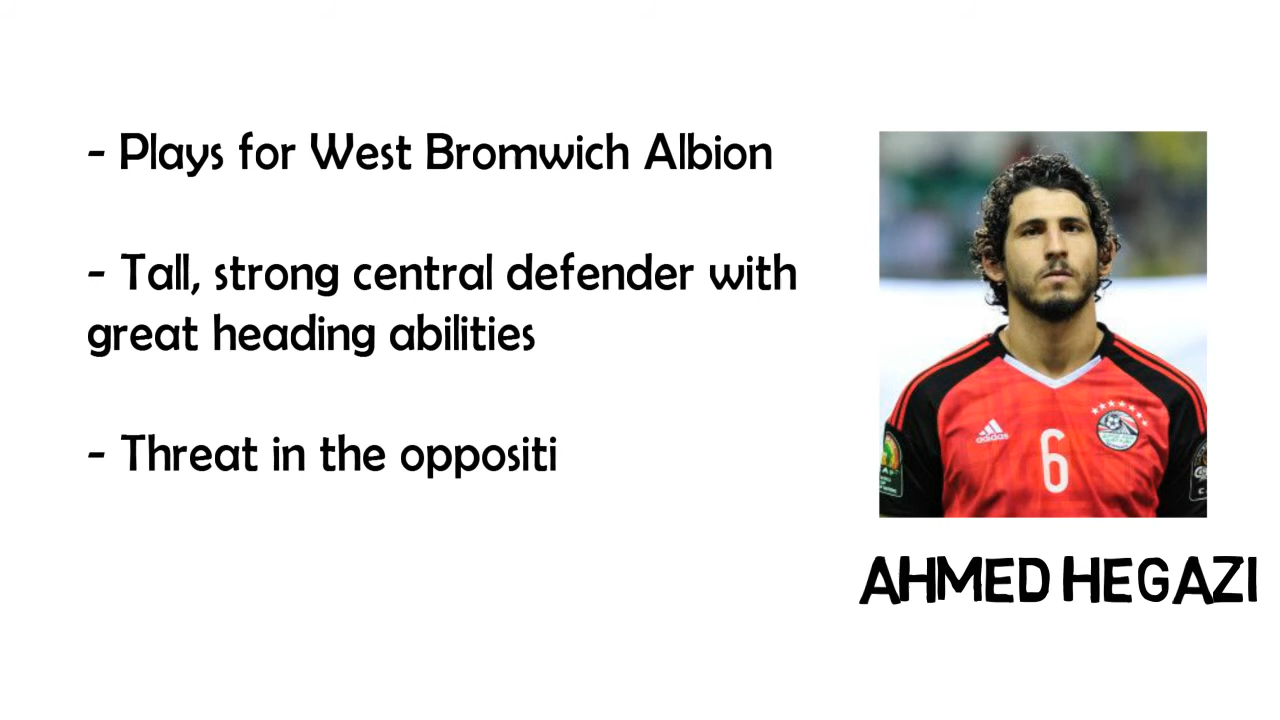 - Plays for West Bromwich Albion
- Tall, strong central defender with
great heading abilities
- Threat in the oppositi
adidas
6
AHMED HEGAZI